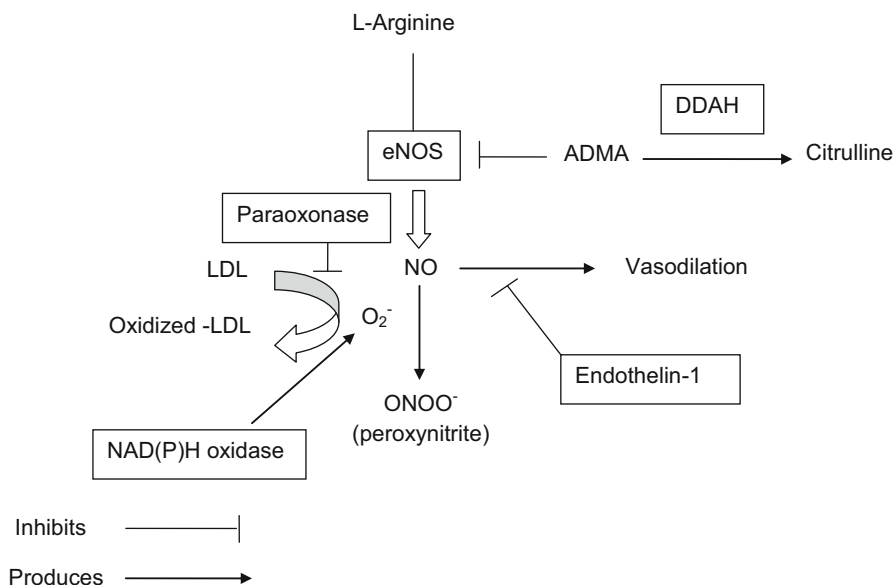 L-Arginine
DDAH
eNOS
ADMA
Citrulline
Paraoxonase
LDL
NO
Vasodilation
Oxidized -LDL
O₂⁻
Endothelin-1
ONOO⁻
(peroxynitrite)
NAD(P)H oxidase
Inhibits
Produces